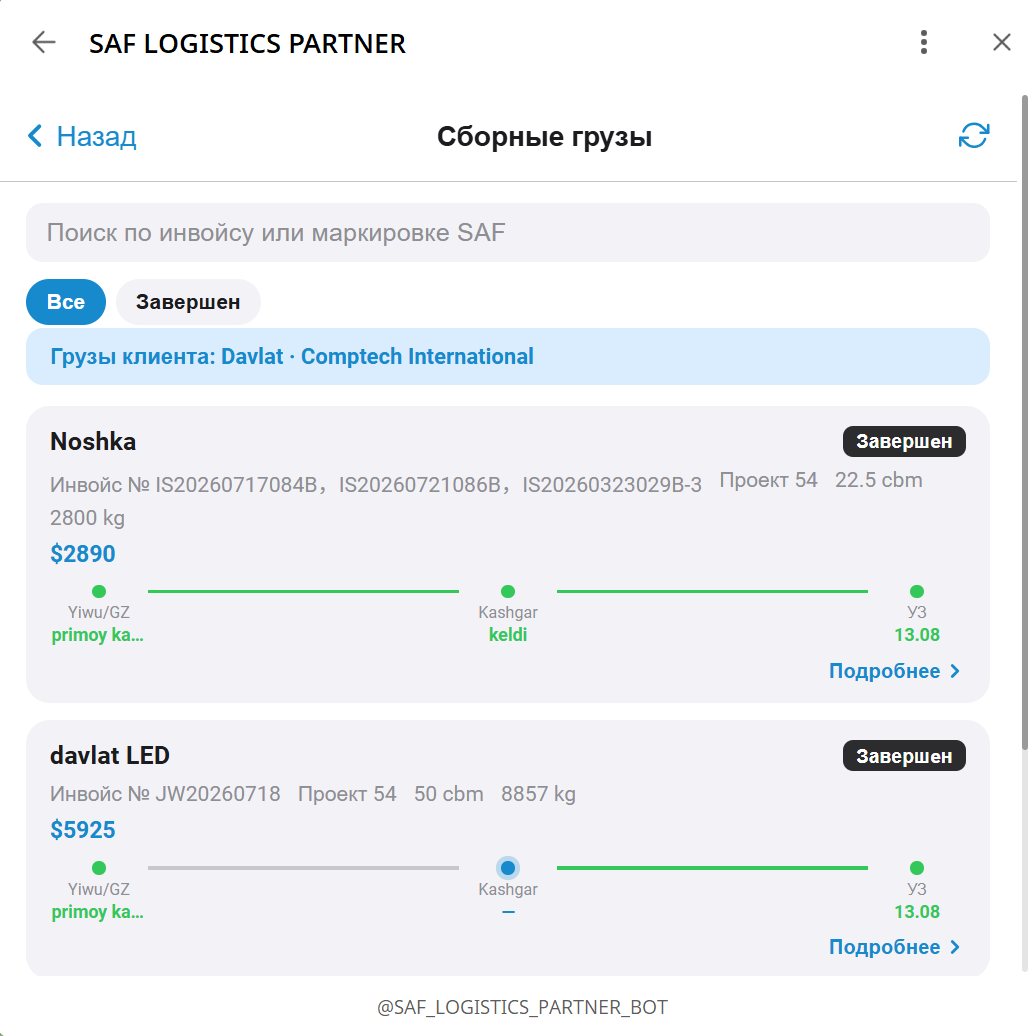 SAF LOGISTICS PARTNER
Назад
Сборные грузы
Поиск по инвойсу или маркировке SAF
Все
Завершен
Грузы клиента: Davlat · Comptech International
Noshka
Завершен
Инвойс № IS20260717084B，IS20260721086B，IS20260323029B-3 Проект 54 22.5 cbm
2800 kg
$2890
Yiwu/GZ Kashgar УЗ
primoy ka... keldi 13.08
Подробнее
davlat LED
Завершен
Инвойс № JW20260718 Проект 54 50 cbm 8857 kg
$5925
Yiwu/GZ Kashgar УЗ
primoy ka... – 13.08
Подробнее
@SAF_LOGISTICS_PARTNER_BOT